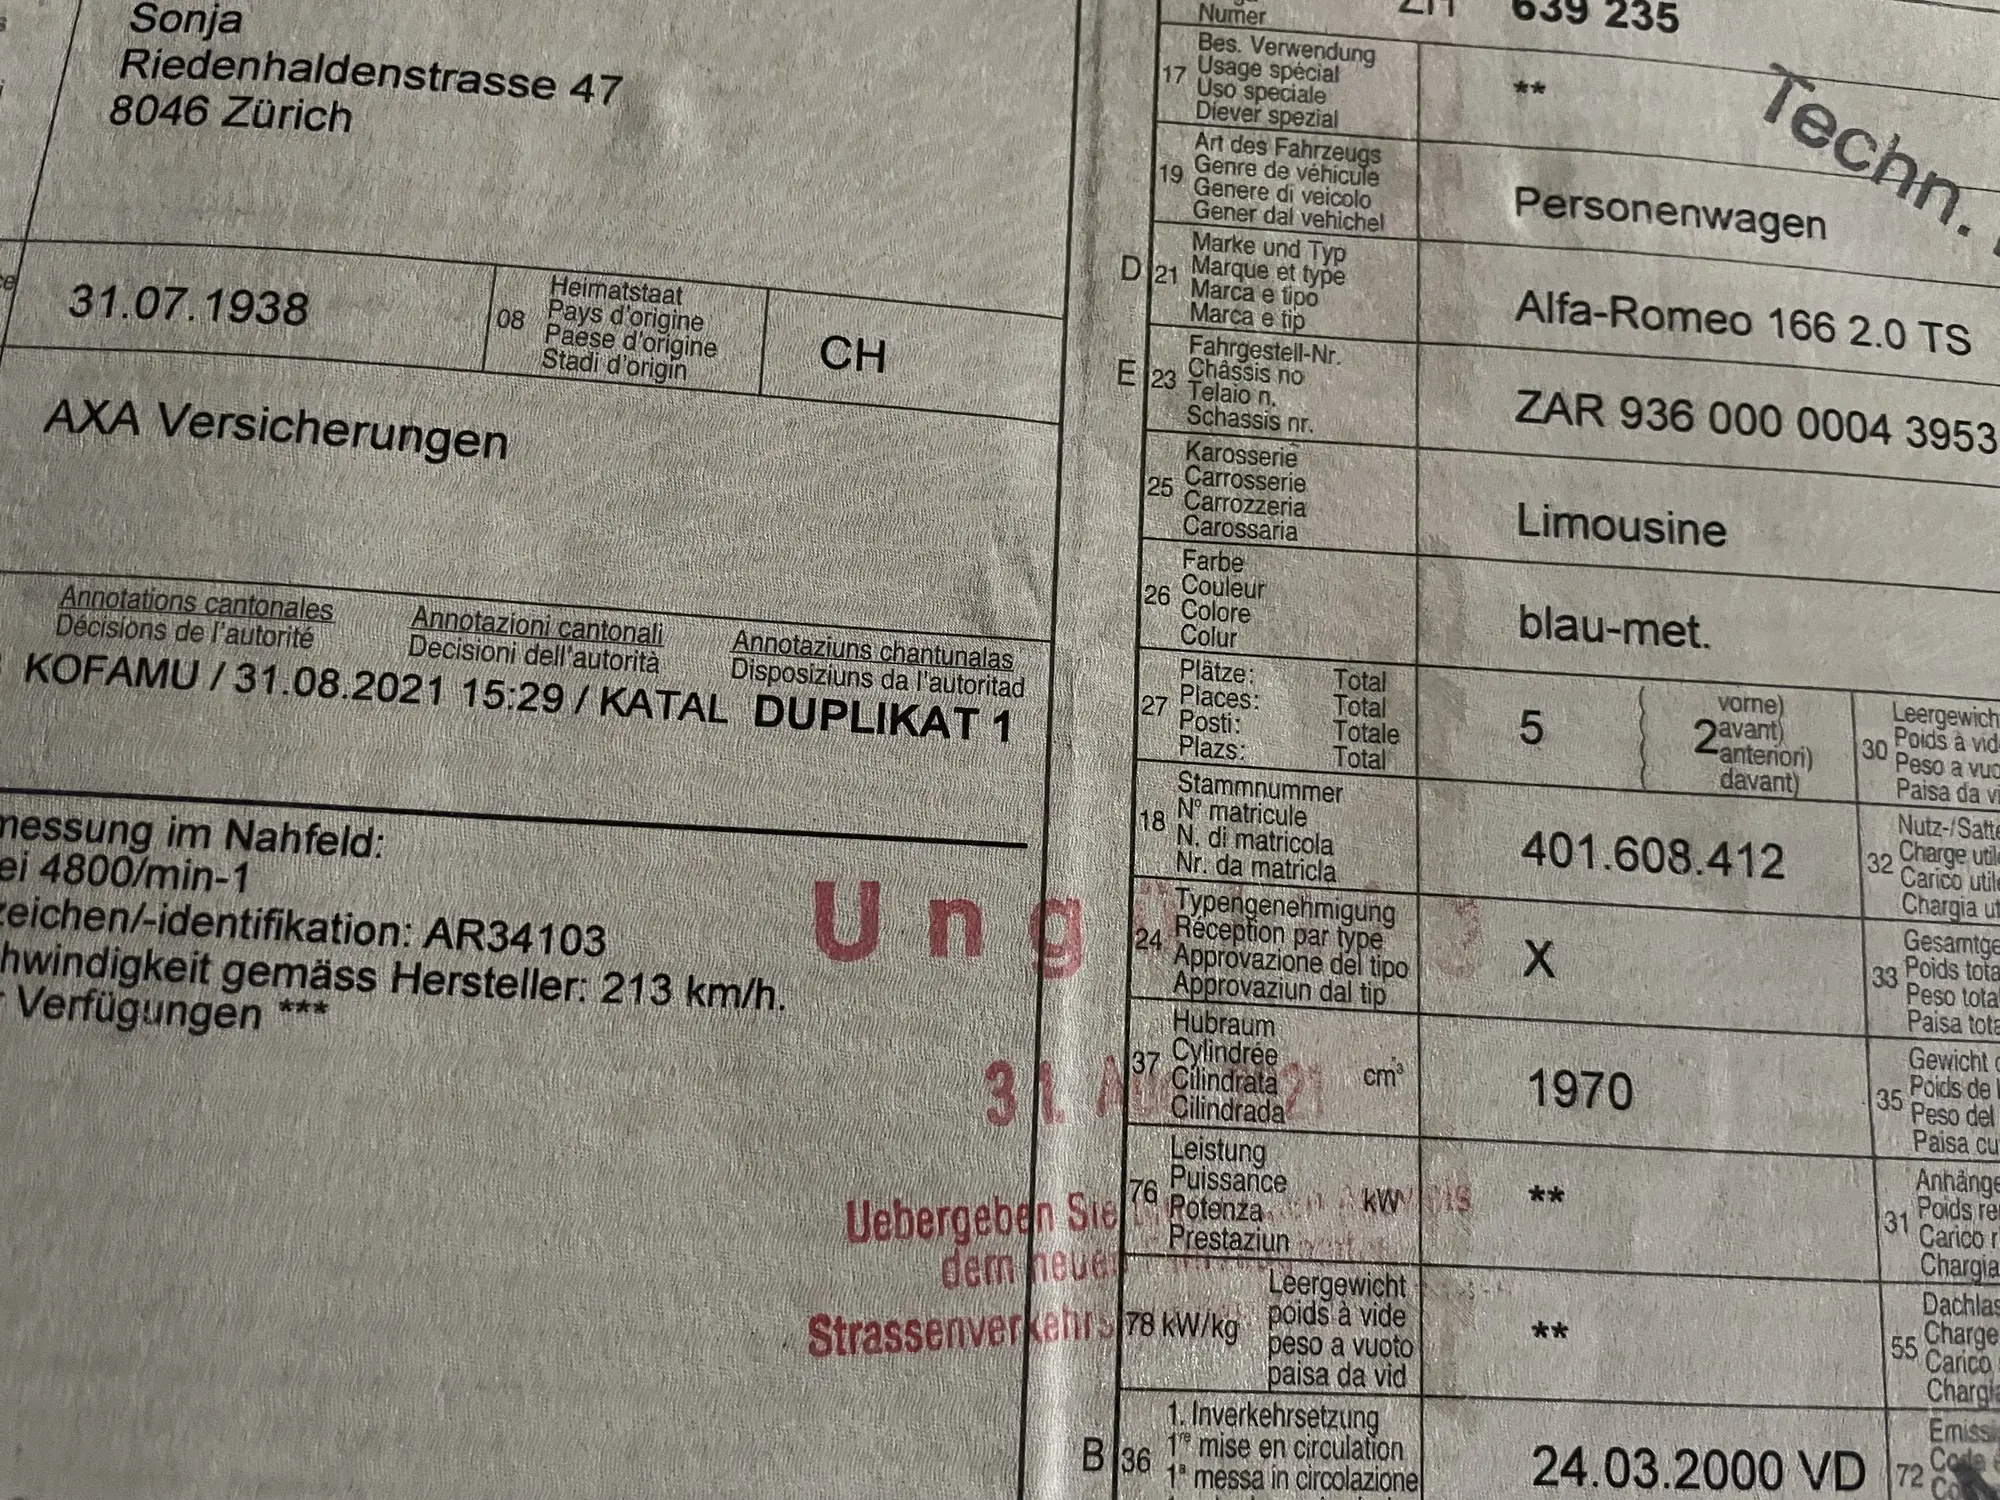 Sonja
Riedenhaldenstrasse 47
8046 Zürich
31.07.1938
08
Heimatstaat
Pays d'origine
Paese d'origine
Stadi d'origin
CH
AXA Versicherungen
Annotations cantonales
Décisions de l'autorité
Annotazioni cantonali
Decisioni dell'autorità
Annotaziuns chantunalas
Disposiziuns da l'autoritad
KOFAMU / 31.08.2021 15:29 / KATAL DUPLIKAT 1
messung im Nahfeld:
ei 4800/min-1
zeichen/-identifikation: AR34103
hwindigkeit gemäss Hersteller: 213 km/h.
Verfügungen ***
Ung
31. A 21
Uebergeben Sie
dem neue
Strassenverkehrs
Numer
639 235
17
Bes. Verwendung
Usage spécial
Uso speciale
Diever spezial
**
Techn.
19
Art des Fahrzeugs
Genre de véhicule
Genere di veicolo
Gener dal vehichel
Personenwagen
D 21
Marke und Typ
Marque et type
Marca e tipo
Marca e tip
Alfa-Romeo 166 2.0 TS
E 23
Fahrgestell-Nr.
Châssis no
Telaio n.
Schassis nr.
ZAR 936 000 0004 3953
25
Karosserie
Carrosserie
Carrozzeria
Carossaria
Limousine
26
Farbe
Couleur
Colore
Colur
blau-met.
27
Plätze: Total
Places: Total
Posti: Totale
Plazs: Total
5
2
vorne)
avant)
anteriori)
davant)
30
Leergewich
Poids à vid
Peso a vuo
Paisa da vi
18
Stammnummer
N° matricule
N. di matricola
Nr. da matricla
401.608.412
32
Nutz-/Satte
Charge util
Carico utile
Chargia ut
24
Typengenehmigung
Réception par type
Approvazione del tipo
Approvaziun dal tip
X
33
Gesamtge
Poids tota
Peso tota
Paisa tota
37
Hubraum
Cylindrée
Cilindrata
Cilindrada
cm³
1970
35
Gewicht
Poids de
Peso del
Paisa cu
76
Leistung
Puissance
Potenza
Prestaziun
kW
**
31
Anhänge
Poids re
Carico r
Chargia
78 kW/kg
Leergewicht
poids à vide
peso a vuoto
paisa da vid
**
55
Dachlas
Charge
Carico
Chargi
B 36
1. Inverkehrsetzung
1re mise en circulation
1a messa in circolazione
24.03.2000 VD
72
Emiss